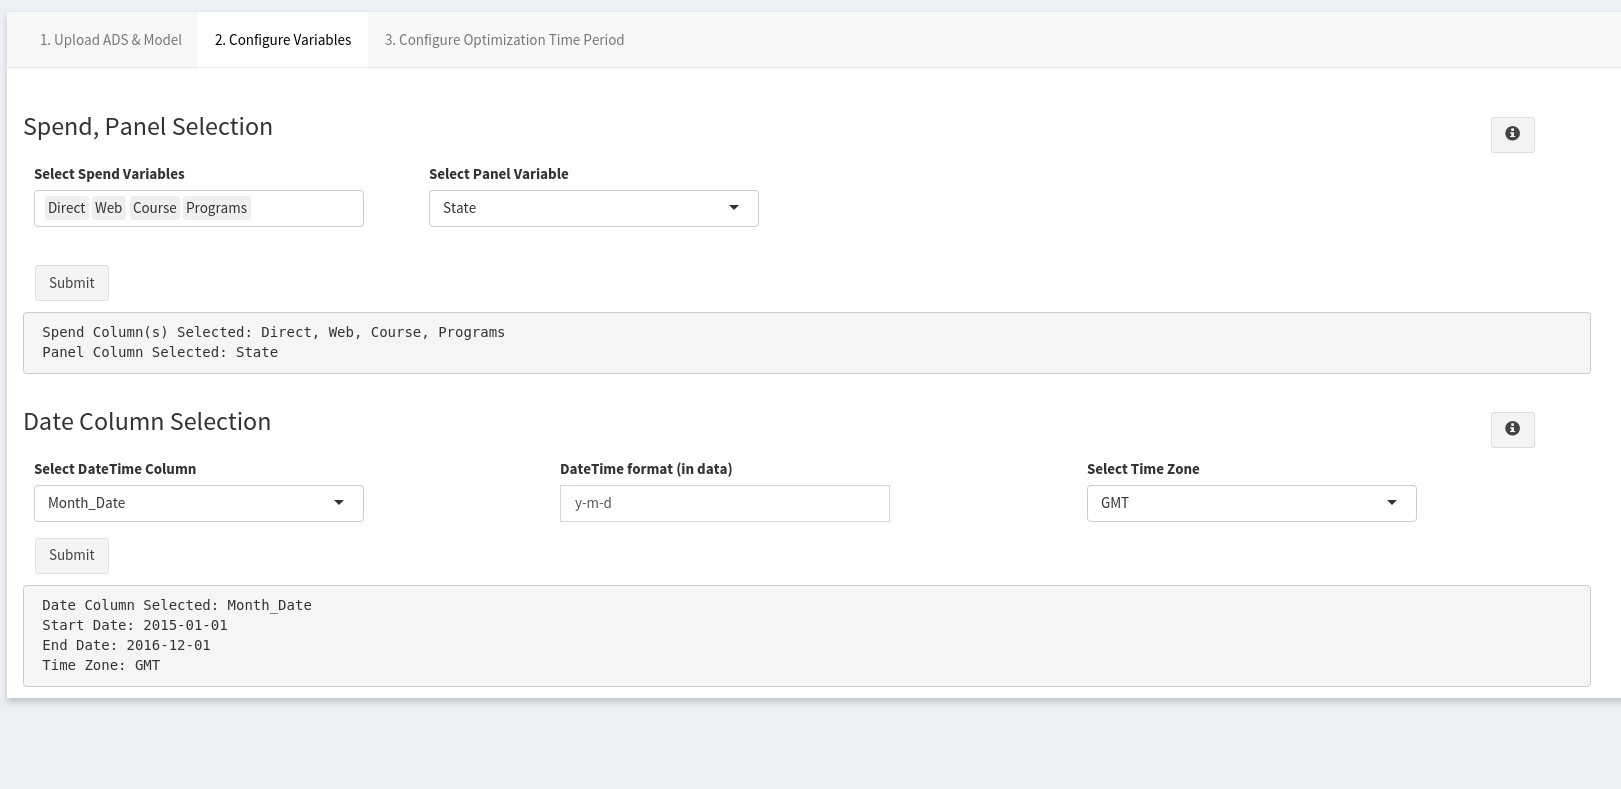 1. Upload ADS & Model
2. Configure Variables
3. Configure Optimization Time Period
Spend, Panel Selection
Select Spend Variables
Select Panel Variable
Direct Web Course Programs
State
Submit
Spend Column(s) Selected: Direct, Web, Course, Programs
Panel Column Selected: State
Date Column Selection
Select DateTime Column
DateTime format (in data)
Select Time Zone
Month_Date
y-m-d
GMT
Submit
Date Column Selected: Month_Date
Start Date: 2015-01-01
End Date: 2016-12-01
Time Zone: GMT